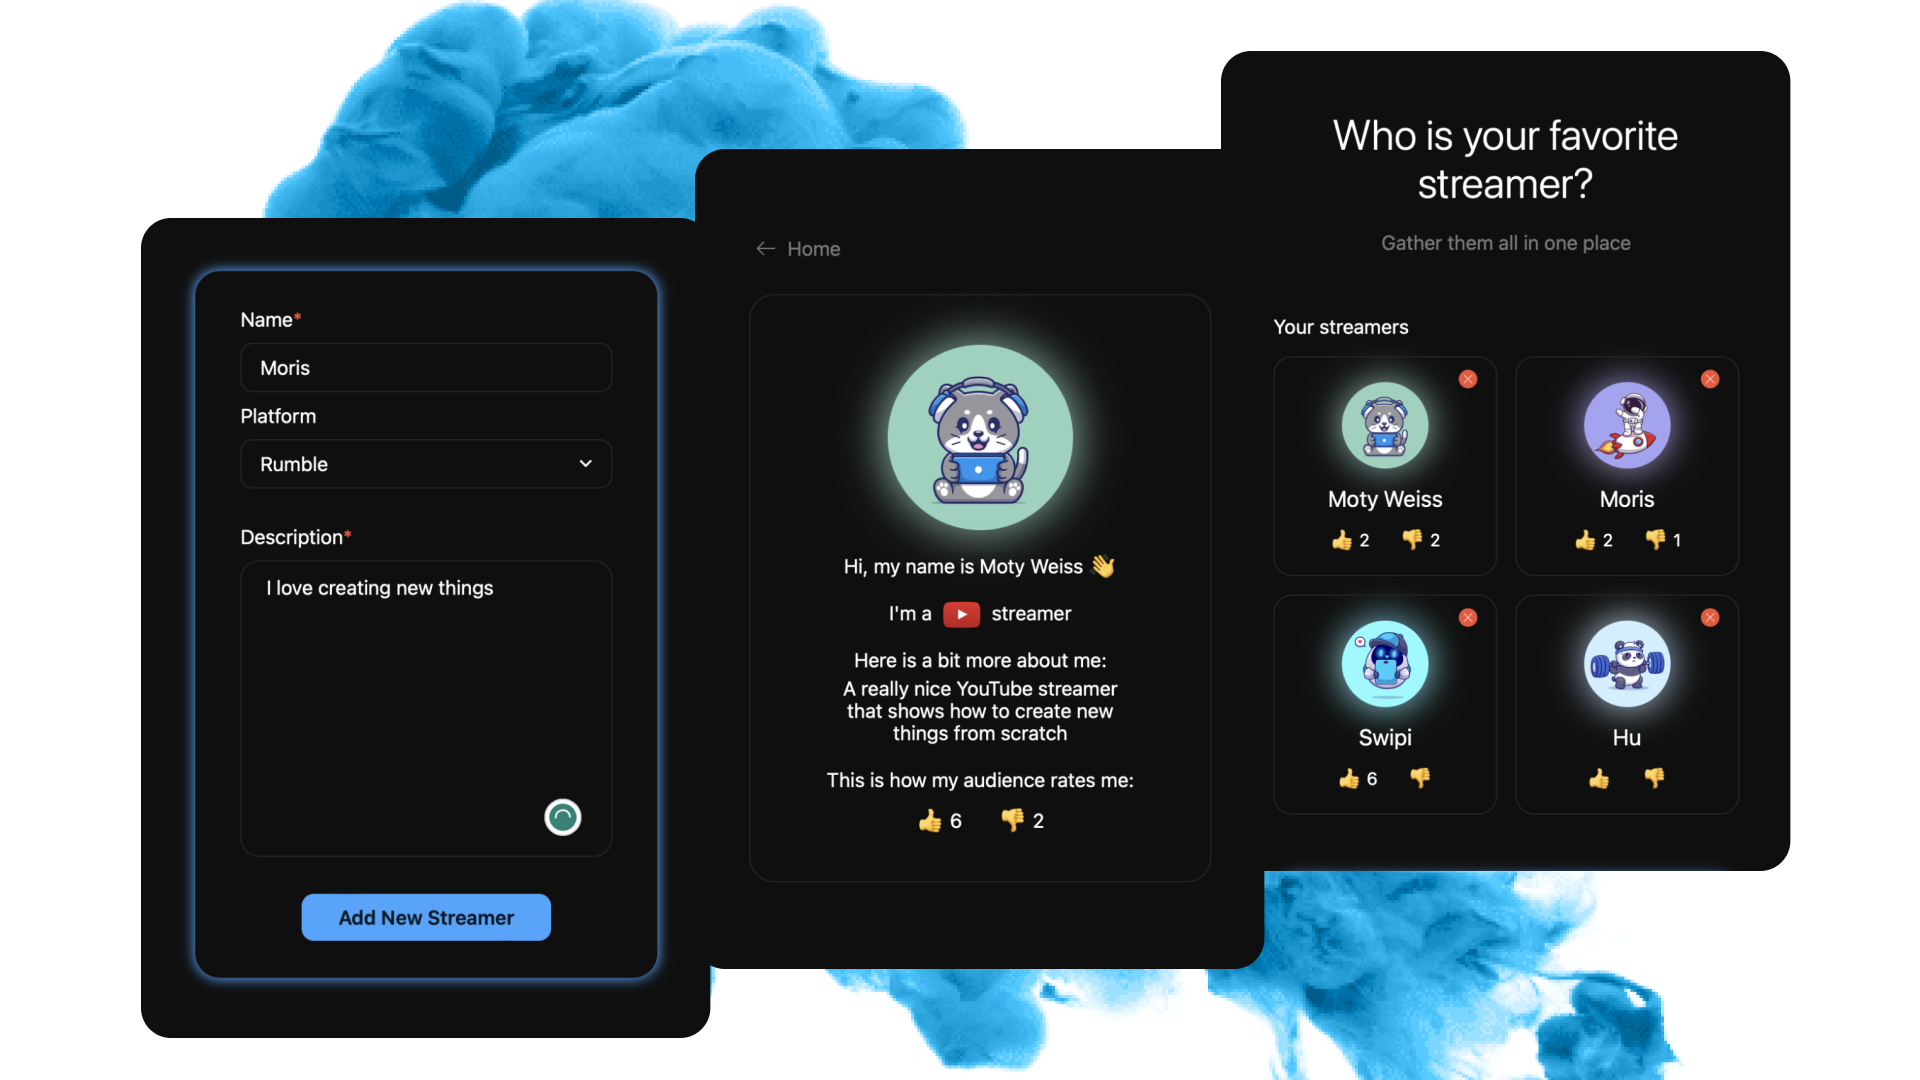 Name*
Moris
Platform
Rumble
Description*
I love creating new things
Add New Streamer
Home
Hi, my name is Moty Weiss 👋
I'm a streamer
Here is a bit more about me:
A really nice YouTube streamer
that shows how to create new
things from scratch
This is how my audience rates me:
👍 6 👎 2
Who is your favorite
streamer?
Gather them all in one place
Your streamers
Moty Weiss
👍 2 👎 2
Moris
👍 2 👎 1
Swipi
👍 6 👎
Hu
👍 👎